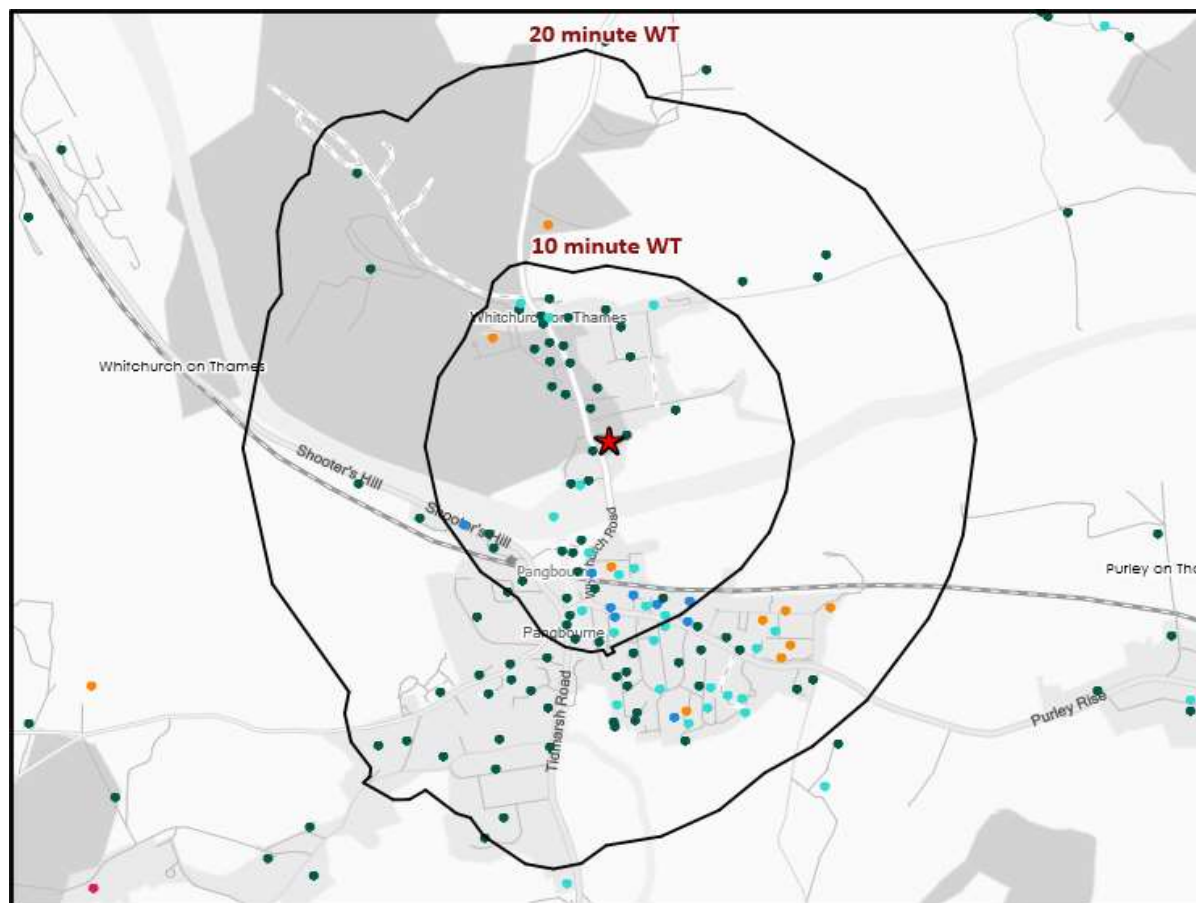 20 minute WT
10 minute WT
Whitchurch on Thames
Whitchurch on Thames
Shooter's Hill
Shooter's Hill
Whitchurch Road
Pangbourne
Purley on Tha
Pangbourne
Tidmarsh Road
Purley Rise